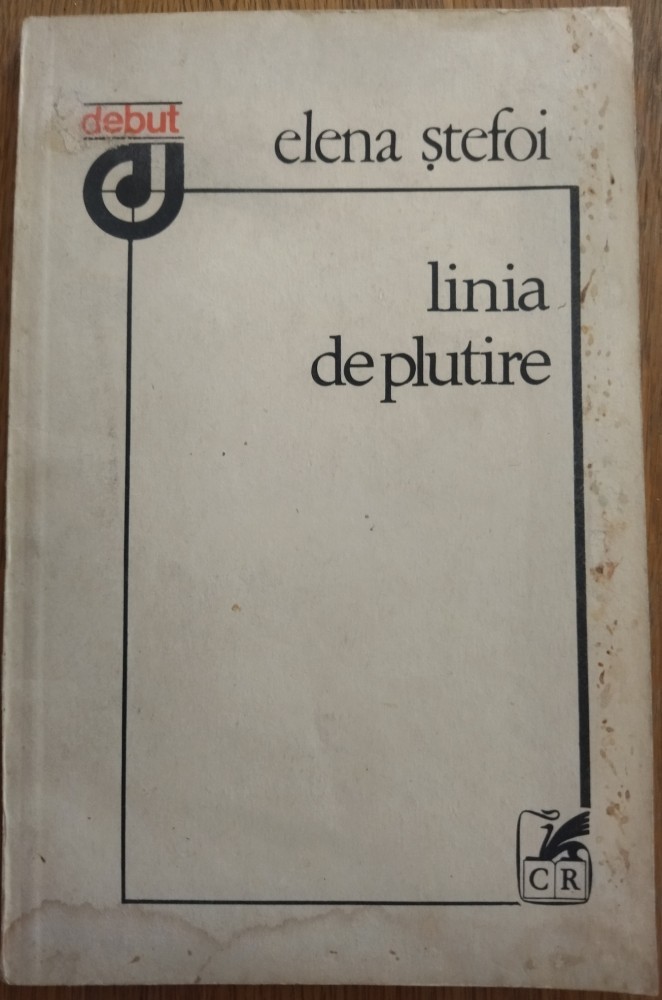 debut
elena ștefoi
linia
de plutire
CR